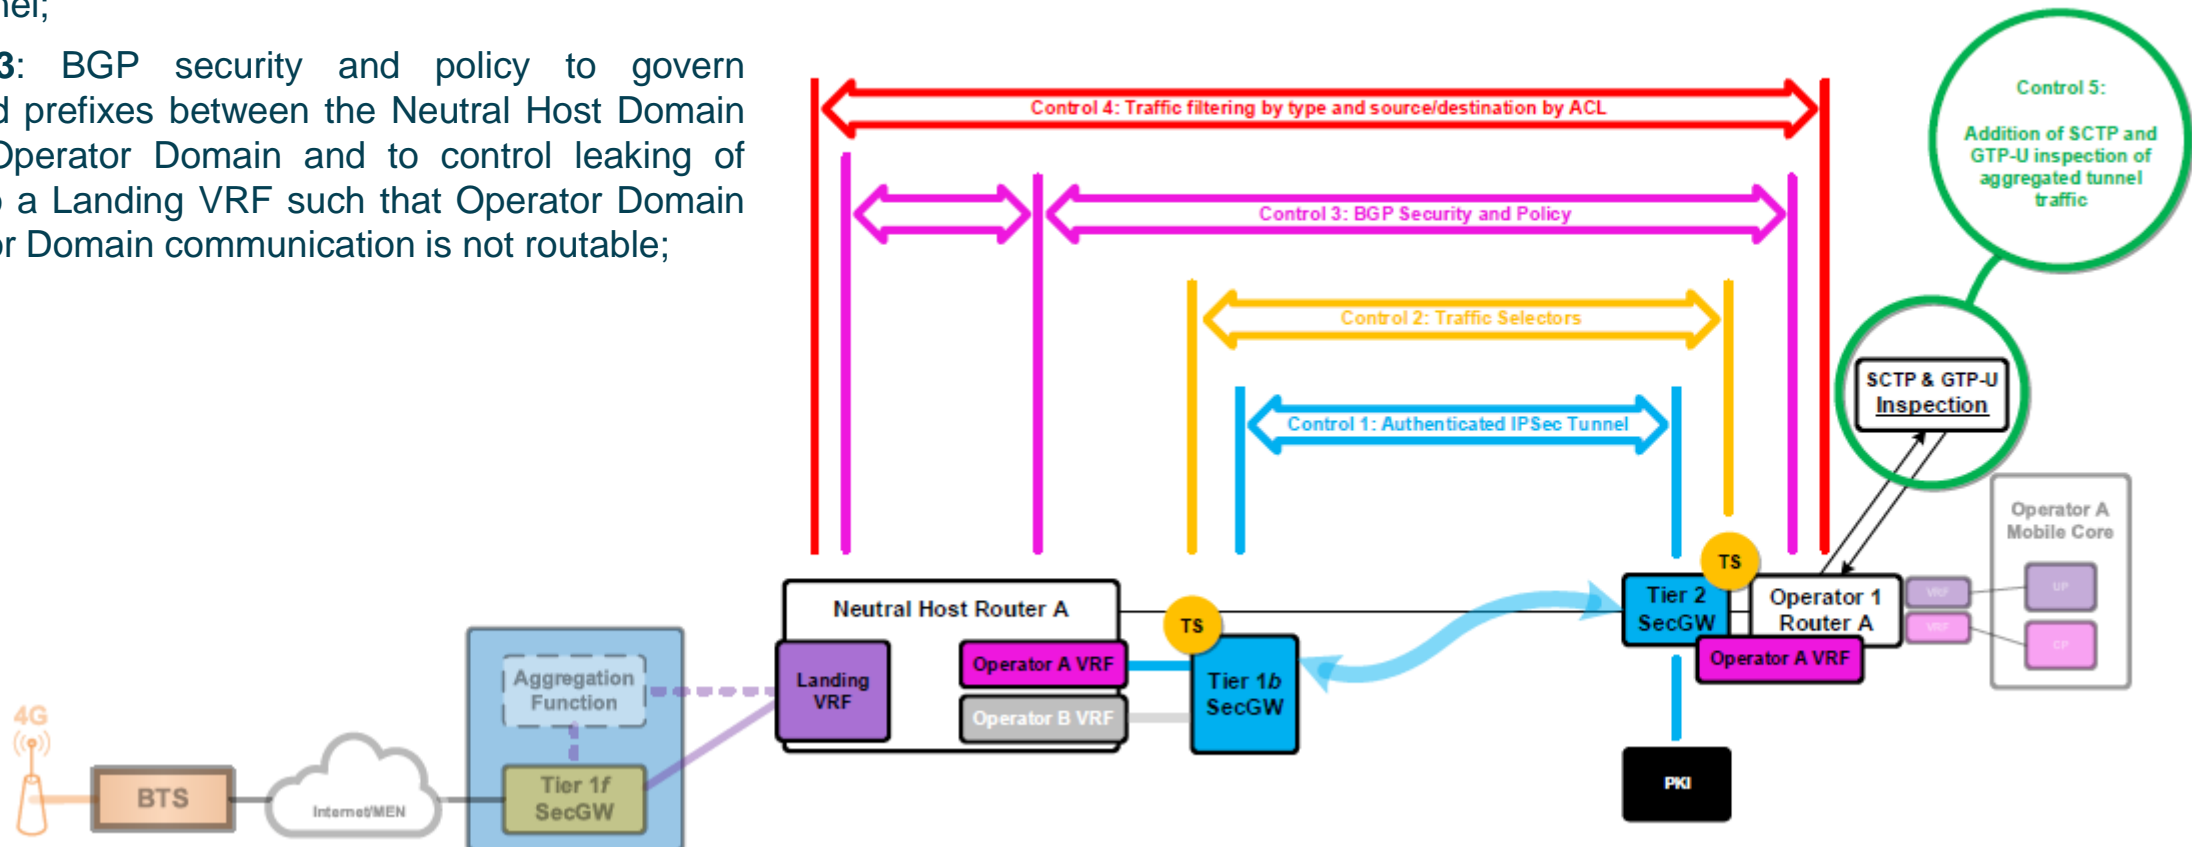 nel;
3: BGP security and policy to govern
d prefixes between the Neutral Host Domain
Operator Domain and to control leaking of
o a Landing VRF such that Operator Domain
or Domain communication is not routable;
Control 4: Traffic filtering by type and source/destination by ACL
Control 3: BGP Security and Policy
Control 2: Traffic Selectors
Control 1: Authenticated IPSec Tunnel
Control 5:
Addition of SCTP and
GTP-U inspection of
aggregated tunnel
traffic
SCTP & GTP-U
Inspection
Operator A
Mobile Core
UP
CP
VRF
VRF
TS
Tier 2
SecGW
Operator 1
Router A
Operator A VRF
PKI
Neutral Host Router A
Landing
VRF
Operator A VRF
Operator B VRF
TS
Tier 1b
SecGW
Aggregation
Function
Tier 1f
SecGW
4G
BTS
Internet/MEN